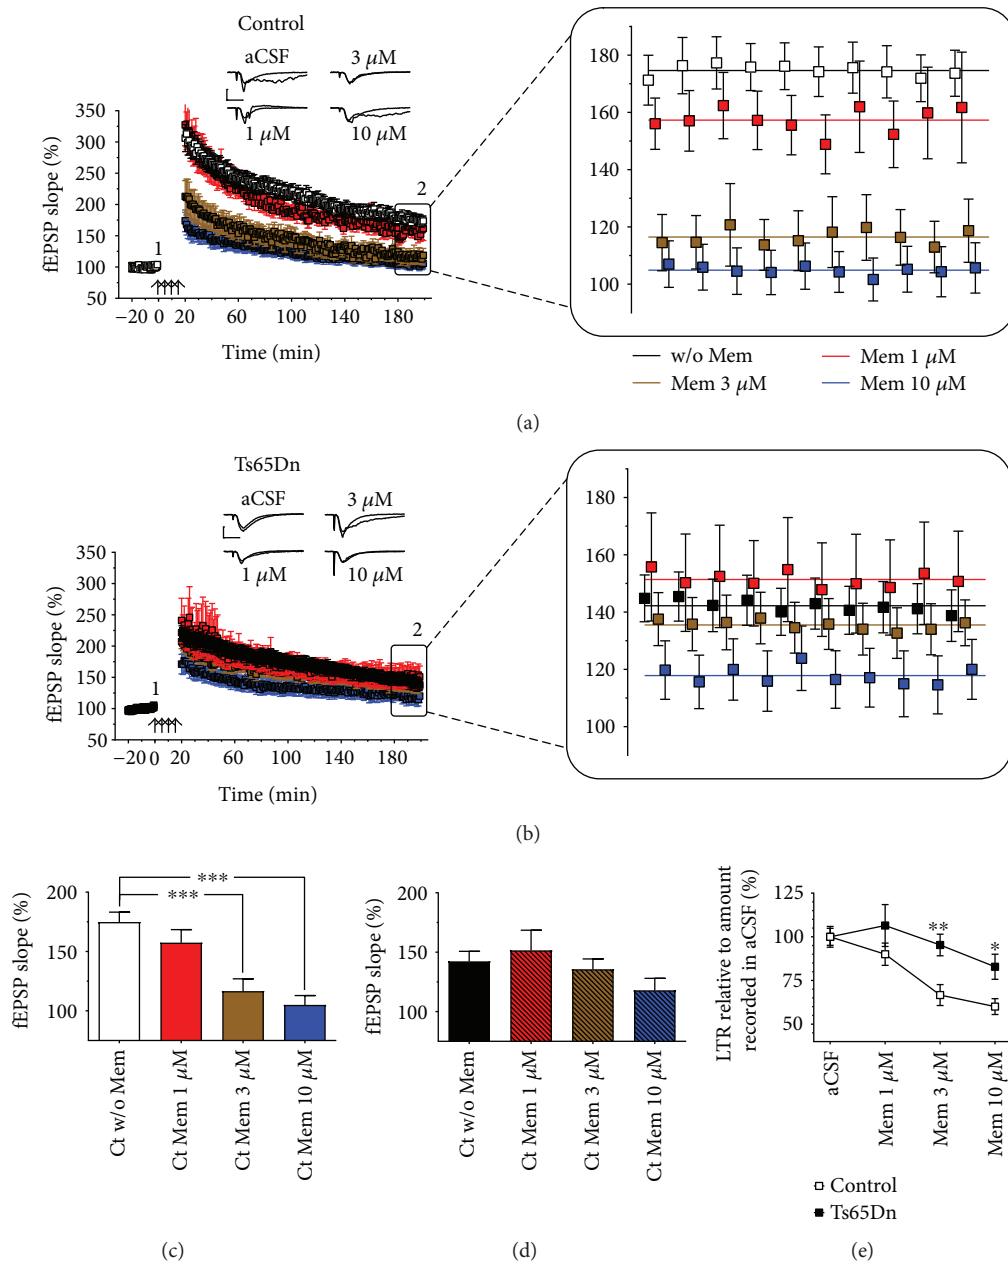 Control
aCSF
3 μM
1 μM
10 μM
fEPSP slope (%)
350
300
250
200
150
100
50
1
2
−20 0 20 60 100 140 180
Time (min)
180
160
140
120
100
w/o Mem
Mem 1 μM
Mem 3 μM
Mem 10 μM
(a)
Ts65Dn
aCSF
3 μM
1 μM
10 μM
fEPSP slope (%)
350
300
250
200
150
100
50
1
2
−20 0 20 60 100 140 180
Time (min)
180
160
140
120
100
(b)
fEPSP slope (%)
200
150
100
***
***
Ct w/o Mem
Ct Mem 1 μM
Ct Mem 3 μM
Ct Mem 10 μM
(c)
fEPSP slope (%)
200
150
100
Ct w/o Mem
Ct Mem 1 μM
Ct Mem 3 μM
Ct Mem 10 μM
(d)
LTR relative to amount
recorded in aCSF (%)
125
100
75
50
**
*
aCSF
Mem 1 μM
Mem 3 μM
Mem 10 μM
Control
Ts65Dn
(e)